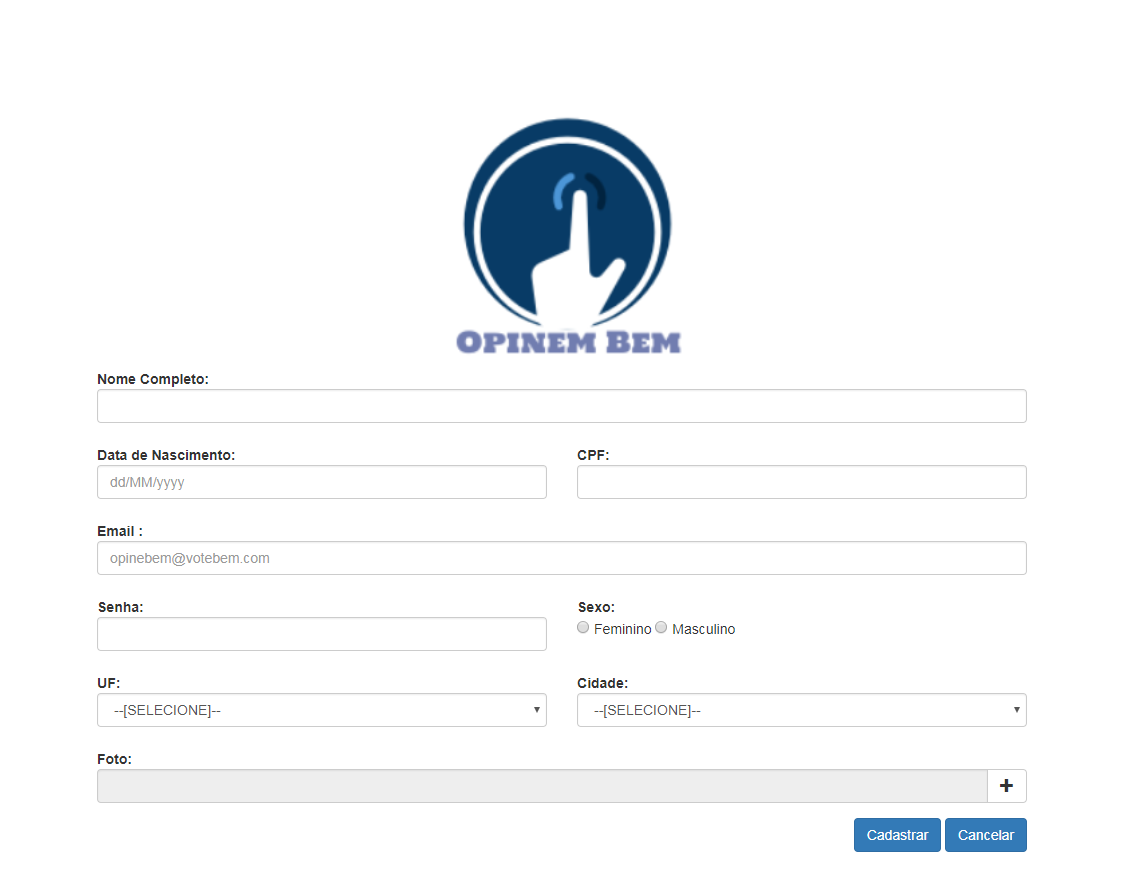 OPINEM BEM
Nome Completo:
Data de Nascimento: CPF:
dd/MM/yyyy
Email :
opinebem@votebem.com
Senha: Sexo:
Feminino Masculino
UF: Cidade:
--[SELECIONE]-- --[SELECIONE]--
Foto:
+
Cadastrar Cancelar